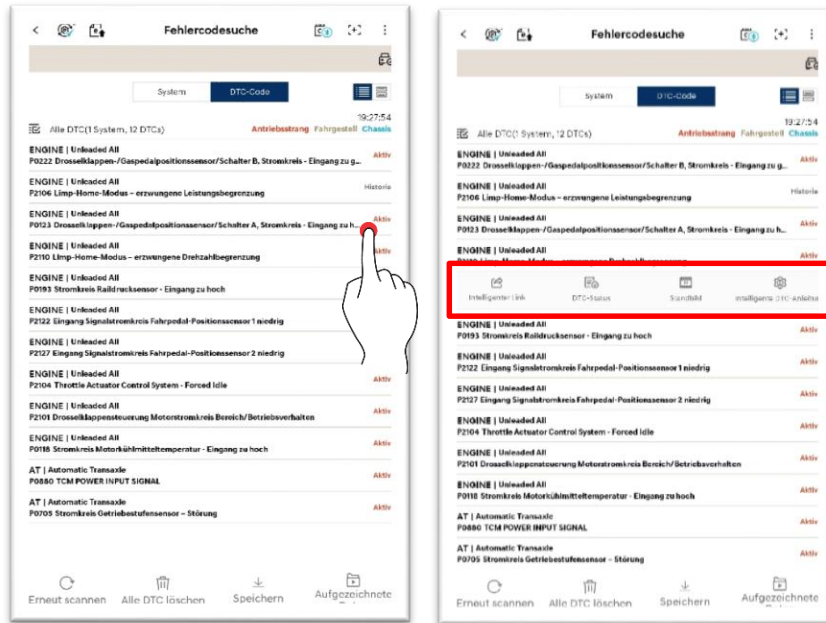 Fehlercodesuche
System DTC-Code
19:27:54
Alle DTC(1 System, 12 DTCs) Antriebsstrang Fahrgestell Chassis
ENGINE | Unleaded All
P0222 Drosselklappen-/Gaspedalpositionssensor/Schalter B, Stromkreis - Eingang zu g... Aktiv
ENGINE | Unleaded All
P2106 Limp-Home-Modus – erzwungene Leistungsbegrenzung Historie
ENGINE | Unleaded All
P0123 Drosselklappen-/Gaspedalpositionssensor/Schalter A, Stromkreis - Eingang zu h... Aktiv
ENGINE | Unleaded All
P2110 Limp-Home-Modus – erzwungene Drehzahlbegrenzung Aktiv
ENGINE | Unleaded All
P0193 Stromkreis Raildrucksensor - Eingang zu hoch
ENGINE | Unleaded All
P2122 Eingang Signalstromkreis Fahrpedal-Positionssensor 1 niedrig
ENGINE | Unleaded All
P2127 Eingang Signalstromkreis Fahrpedal-Positionssensor 2 niedrig
ENGINE | Unleaded All
P2104 Throttle Actuator Control System - Forced Idle Aktiv
ENGINE | Unleaded All
P2101 Drosselklappensteuerung Motorstromkreis Bereich/Betriebsverhalten Aktiv
ENGINE | Unleaded All
P0118 Stromkreis Motorkühlmitteltemperatur - Eingang zu hoch Aktiv
AT | Automatic Transaxle
P0880 TCM POWER INPUT SIGNAL Aktiv
AT | Automatic Transaxle
P0705 Stromkreis Getriebestufensensor – Störung Aktiv
Erneut scannen Alle DTC löschen Speichern Aufgezeichnete
Fehlercodesuche
System DTC-Code
19:27:54
Alle DTC(1 System, 12 DTCs) Antriebsstrang Fahrgestell Chassis
ENGINE | Unleaded All
P0222 Drosselklappen-/Gaspedalpositionssensor/Schalter B, Stromkreis - Eingang zu g... Aktiv
ENGINE | Unleaded All
P2106 Limp-Home-Modus – erzwungene Leistungsbegrenzung Historie
ENGINE | Unleaded All
P0123 Drosselklappen-/Gaspedalpositionssensor/Schalter A, Stromkreis - Eingang zu h... Aktiv
ENGINE | Unleaded All Aktiv
Intelligenter Link DTC-Status Standbild Intelligente DTC-Anleitu
ENGINE | Unleaded All
P0193 Stromkreis Raildrucksensor - Eingang zu hoch Aktiv
ENGINE | Unleaded All
P2122 Eingang Signalstromkreis Fahrpedal-Positionssensor 1 niedrig Aktiv
ENGINE | Unleaded All
P2127 Eingang Signalstromkreis Fahrpedal-Positionssensor 2 niedrig Aktiv
ENGINE | Unleaded All
P2104 Throttle Actuator Control System - Forced Idle Aktiv
ENGINE | Unleaded All
P2101 Drosselklappensteuerung Motorstromkreis Bereich/Betriebsverhalten Aktiv
ENGINE | Unleaded All
P0118 Stromkreis Motorkühlmitteltemperatur - Eingang zu hoch Aktiv
AT | Automatic Transaxle
P0880 TCM POWER INPUT SIGNAL Aktiv
AT | Automatic Transaxle
P0705 Stromkreis Getriebestufensensor – Störung Aktiv
Erneut scannen Alle DTC löschen Speichern Aufgezeichnete